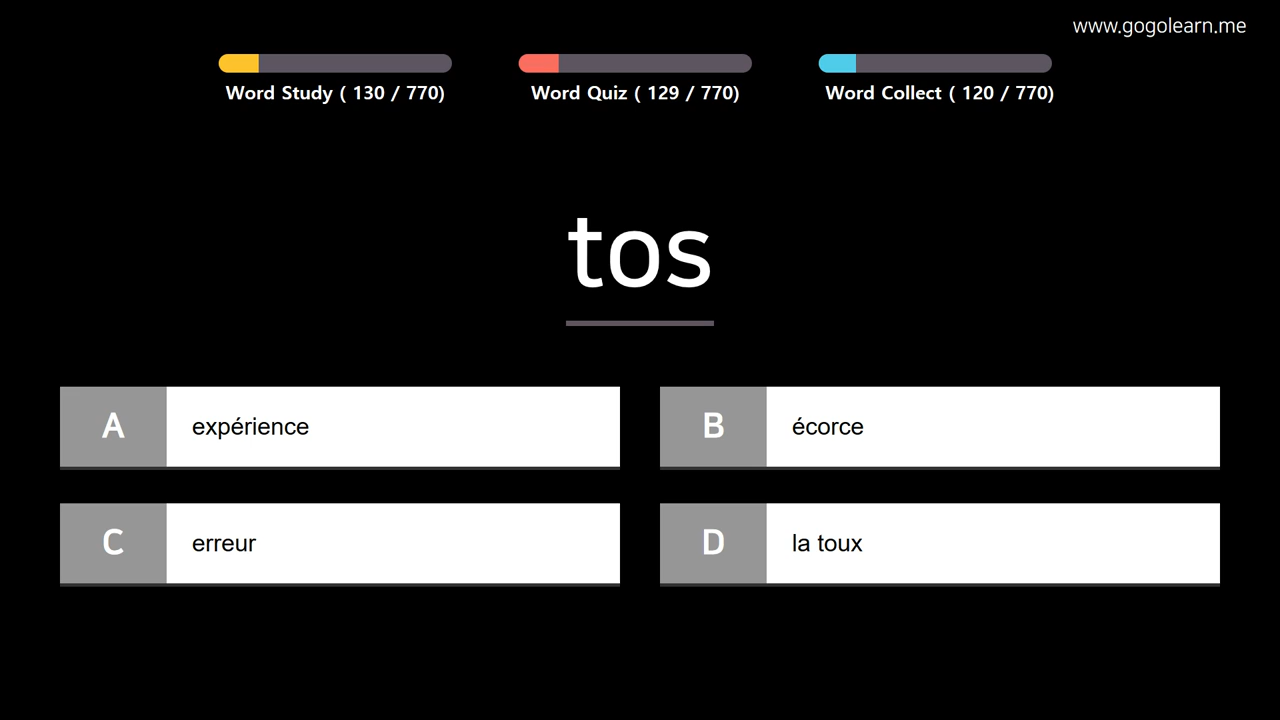 www.gogolearn.me
Word Study ( 130 / 770)
Word Quiz ( 129 / 770)
Word Collect ( 120 / 770)
tos
A expérience
B écorce
C erreur
D la toux